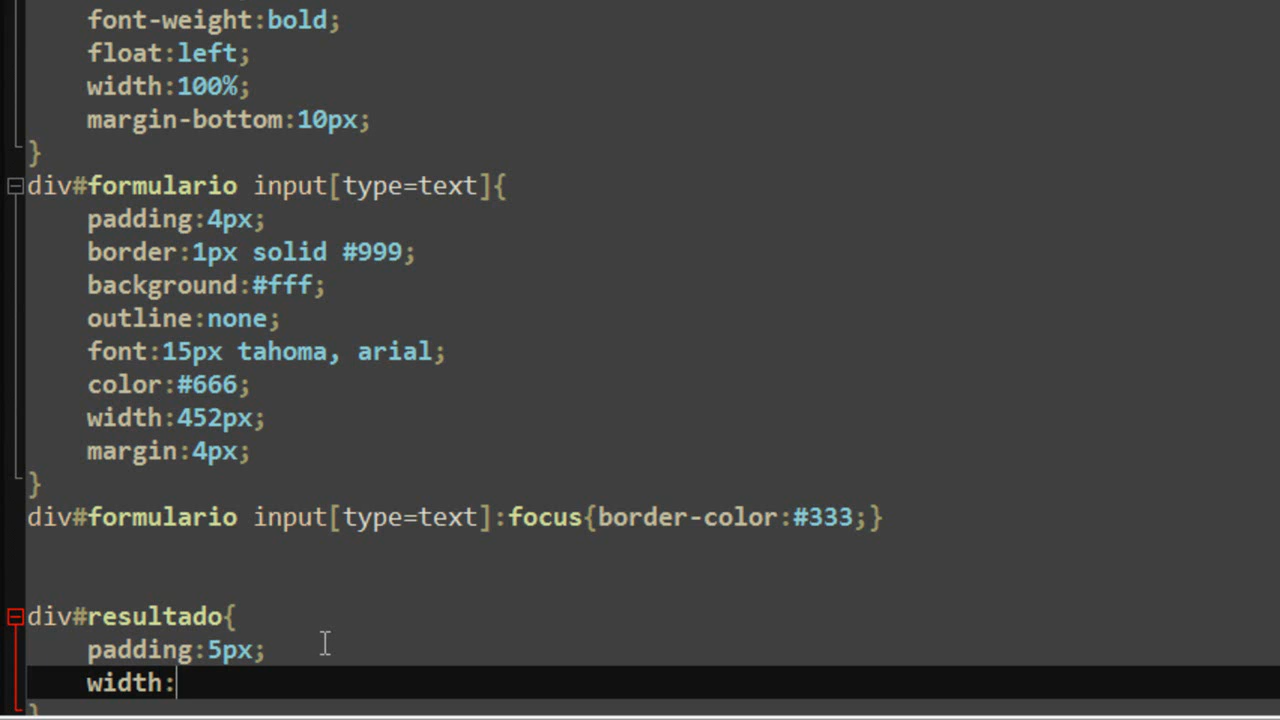 font-weight:bold;
float:left;
width:100%;
margin-bottom:10px;
}
div#formulario input[type=text]{
padding:4px;
border:1px solid #999;
background:#fff;
outline:none;
font:15px tahoma, arial;
color:#666;
width:452px;
margin:4px;
}
div#formulario input[type=text]:focus{border-color:#333;}
div#resultado{
padding:5px;
width:
}